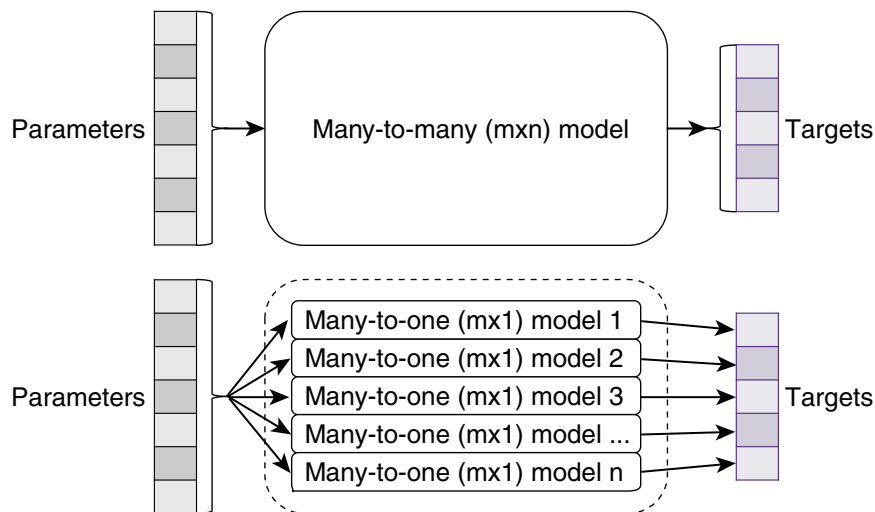 Parameters
Many-to-many (mxn) model
Targets
Parameters
Many-to-one (mx1) model 1
Many-to-one (mx1) model 2
Many-to-one (mx1) model 3
Many-to-one (mx1) model ...
Many-to-one (mx1) model n
Targets